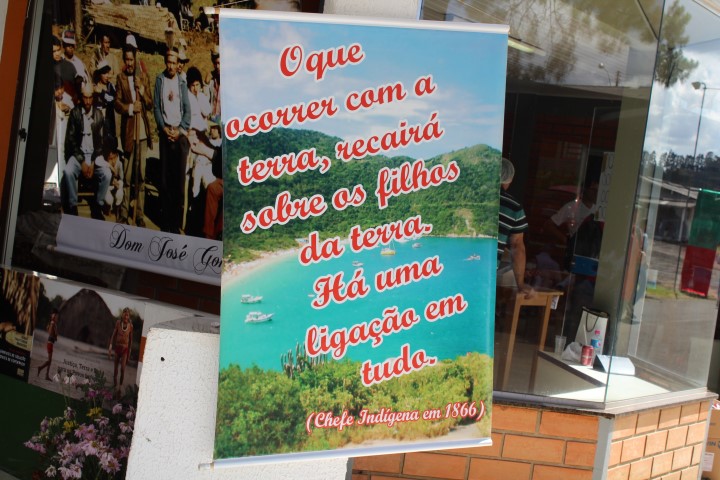 O que
ocorrer com a
terra, recairá
sobre os filhos
da terra.
Há uma
ligação em
tudo.
(Chefe Indígena em 1866)
Dom José Go